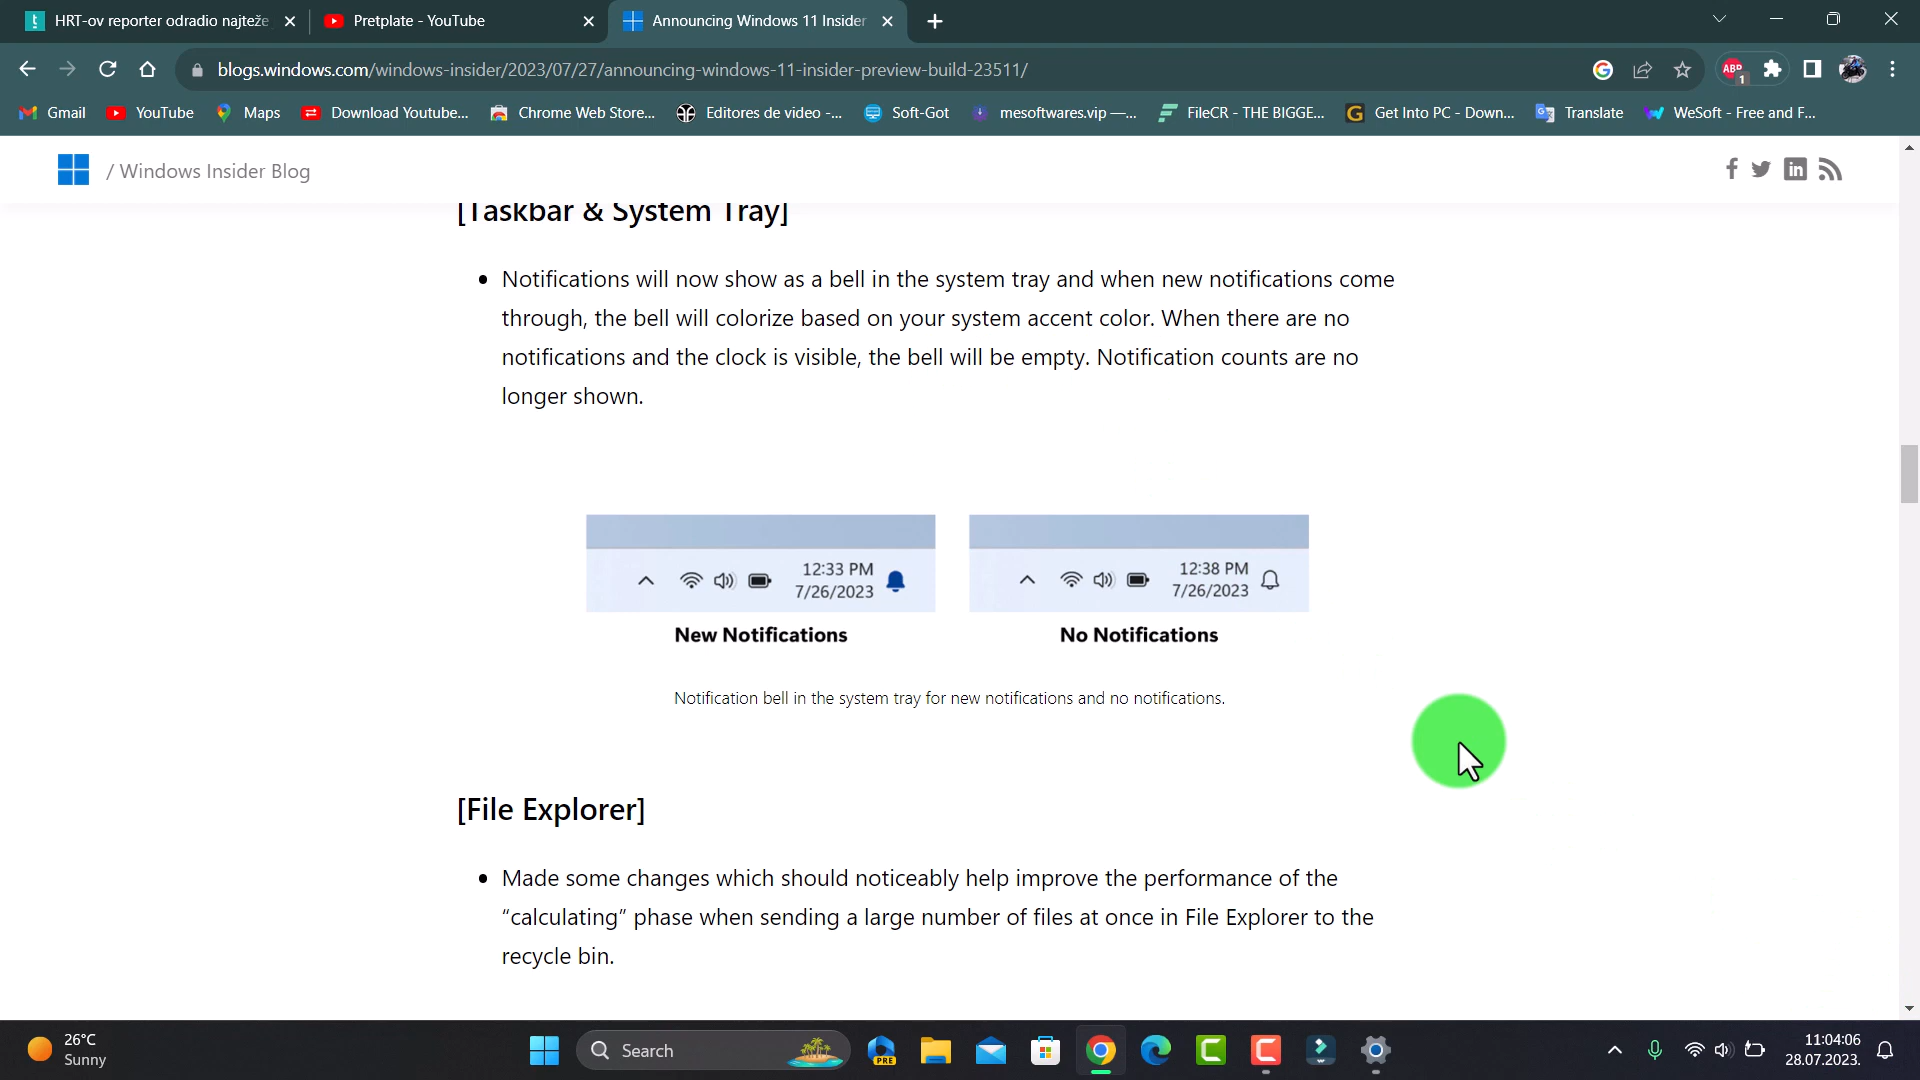 HRT-ov reporter odradio najteže
Pretplate - YouTube
Announcing Windows 11 Insider
blogs.windows.com/windows-insider/2023/07/27/announcing-windows-11-insider-preview-build-23511/
ABP
1
Gmail
YouTube
Maps
Download Youtube...
Chrome Web Store...
Editores de video -...
Soft-Got
mesoftwares.vip —...
FileCR - THE BIGGE...
Get Into PC - Down...
Translate
WeSoft - Free and F...
/ Windows Insider Blog
[Taskbar & System Tray]
Notifications will now show as a bell in the system tray and when new notifications come
through, the bell will colorize based on your system accent color. When there are no
notifications and the clock is visible, the bell will be empty. Notification counts are no
longer shown.
12:33 PM
7/26/2023
12:38 PM
7/26/2023
New Notifications
No Notifications
Notification bell in the system tray for new notifications and no notifications.
[File Explorer]
Made some changes which should noticeably help improve the performance of the
“calculating” phase when sending a large number of files at once in File Explorer to the
recycle bin.
26°C
Sunny
Search
PRE
11:04:06
28.07.2023.